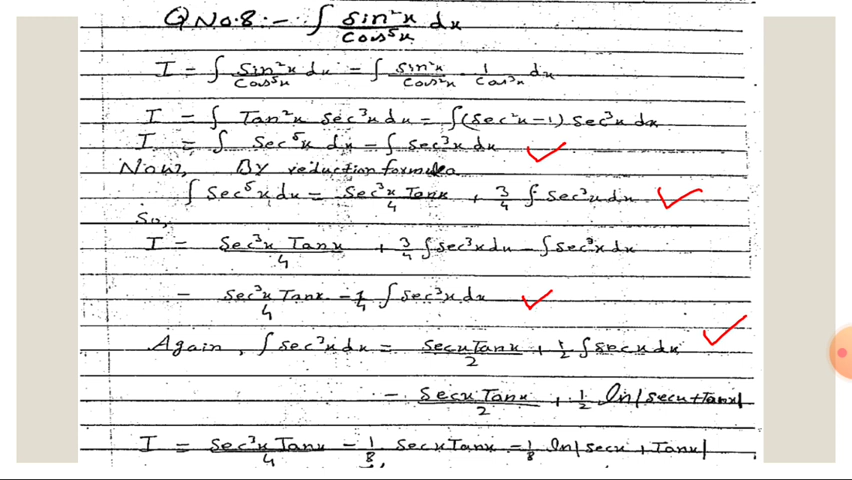 Q No.8:- ∫ Sin²x/Cos⁵x dx
I = ∫ Sin²x/Cos⁵x dx = ∫ Sin²x/Cos²x · 1/Cos³x dx
I = ∫ Tan²x Sec³x dx = ∫(Sec²x-1) Sec³x dx
I = ∫ Sec⁵x dx - ∫ Sec³x dx
Now, By reduction formula
∫ Sec⁵x dx = Sec³x Tanx/4 + 3/4 ∫ Sec³x dx
So,
I = Sec³x Tanx/4 + 3/4 ∫ Sec³x dx - ∫ Sec³x dx
= Sec³x Tanx/4 - 1/4 ∫ Sec³x dx
Again, ∫ Sec³x dx = Secx Tanx/2 + 1/2 ∫ Secx dx
= Secx Tanx/2 + 1/2 ln|Secx+Tanx|
I = Sec³x Tanx/4 - 1/8 Secx Tanx - 1/8 ln|Secx + Tanx|